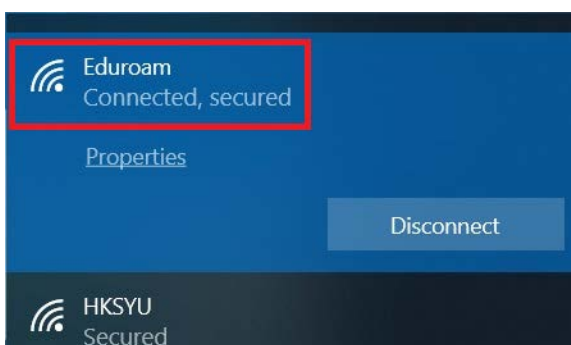 Eduroam
Connected, secured
Properties
Disconnect
HKSYU
Secured